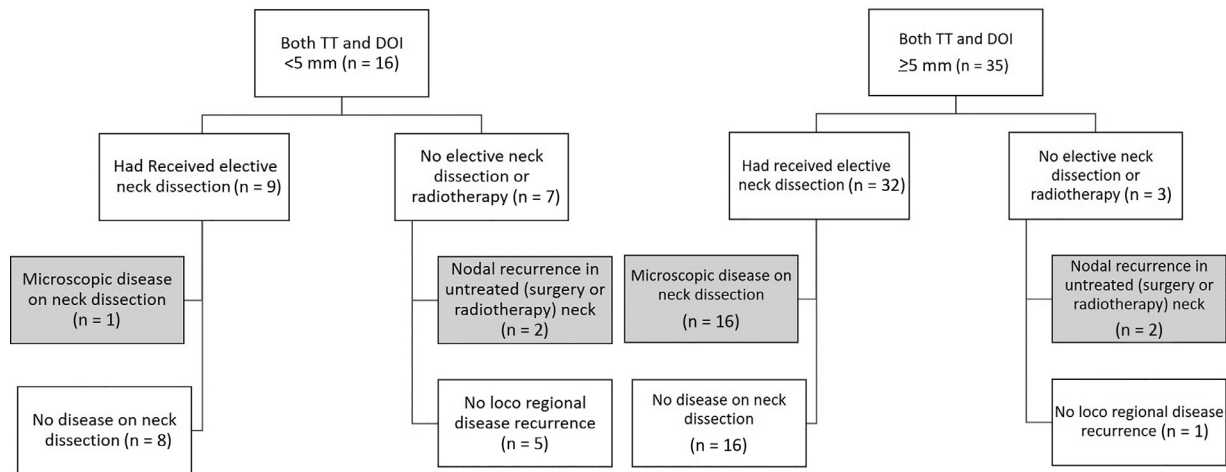 Both TT and DOI
<5 mm (n = 16)
Had Received elective
neck dissection (n = 9)
No elective neck
dissection or
radiotherapy (n = 7)
Microscopic disease
on neck dissection
(n = 1)
Nodal recurrence in
untreated (surgery or
radiotherapy) neck
(n = 2)
No disease on neck
dissection (n = 8)
No loco regional
disease recurrence
(n = 5)
Both TT and DOI
≥5 mm (n = 35)
Had received elective
neck dissection (n = 32)
No elective neck
dissection or
radiotherapy (n = 3)
Microscopic disease on
neck dissection
(n = 16)
Nodal recurrence in
untreated (surgery or
radiotherapy) neck
(n = 2)
No disease on neck
dissection
(n = 16)
No loco regional disease
recurrence (n = 1)